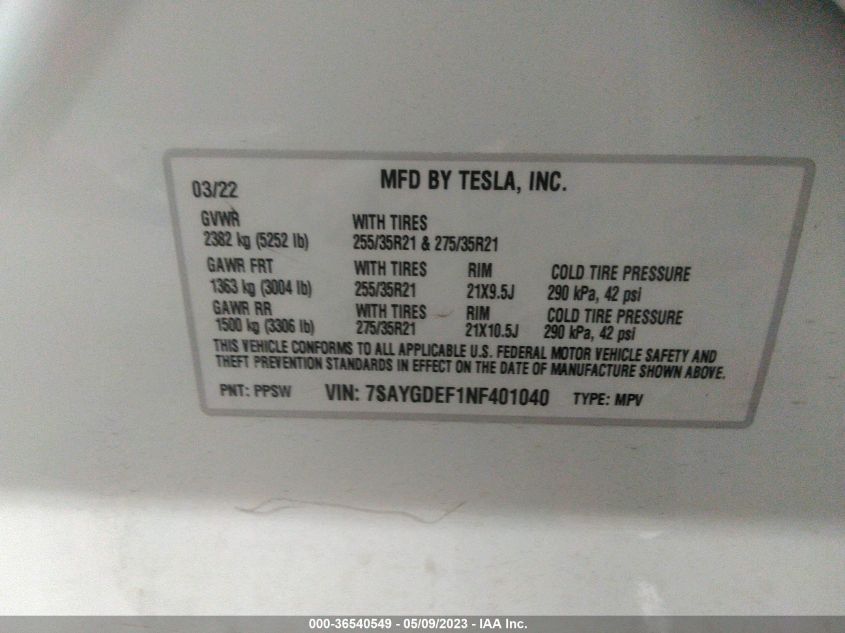 03/22 MFD BY TESLA, INC.
GVWR WITH TIRES
2382 kg (5252 lb) 255/35R21 & 275/35R21
GAWR FRT WITH TIRES RIM COLD TIRE PRESSURE
1363 kg (3004 lb) 255/35R21 21X9.5J 290 kPa, 42 psi
GAWR RR WITH TIRES RIM COLD TIRE PRESSURE
1500 kg (3306 lb) 275/35R21 21X10.5J 290 kPa, 42 psi
THIS VEHICLE CONFORMS TO ALL APPLICABLE U.S. FEDERAL MOTOR VEHICLE SAFETY AND
THEFT PREVENTION STANDARDS IN EFFECT ON THE DATE OF MANUFACTURE SHOWN ABOVE.
PNT: PPSW VIN: 7SAYGDEF1NF401040 TYPE: MPV
000-36540549 - 05/09/2023 - IAA Inc.